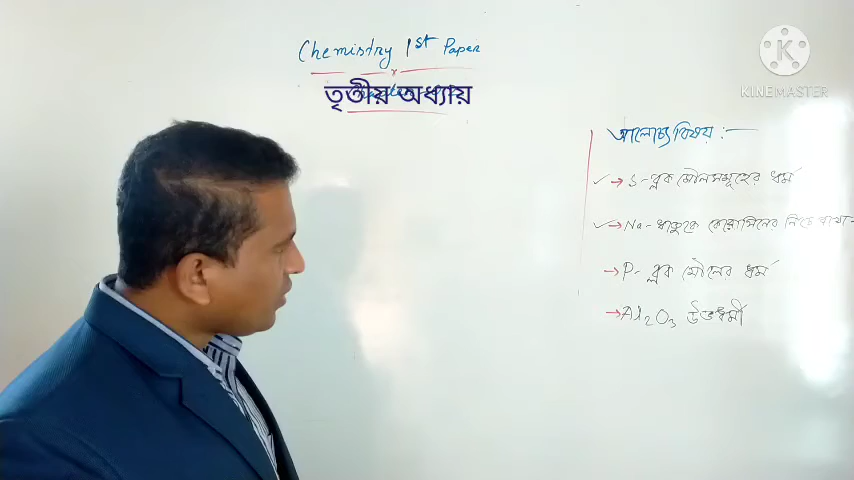 Chemistry 1st Paper
তৃতীয় অধ্যায়
KINEMASTER
আলোচ্য বিষয় :
→ S-ব্লক মৌলসমূহের ধর্ম
→ Na-ধাতুকে কেরোসিনের নিচে রাখা
→ P-ব্লক মৌলের ধর্ম
→ Al2O3 উভধর্মী